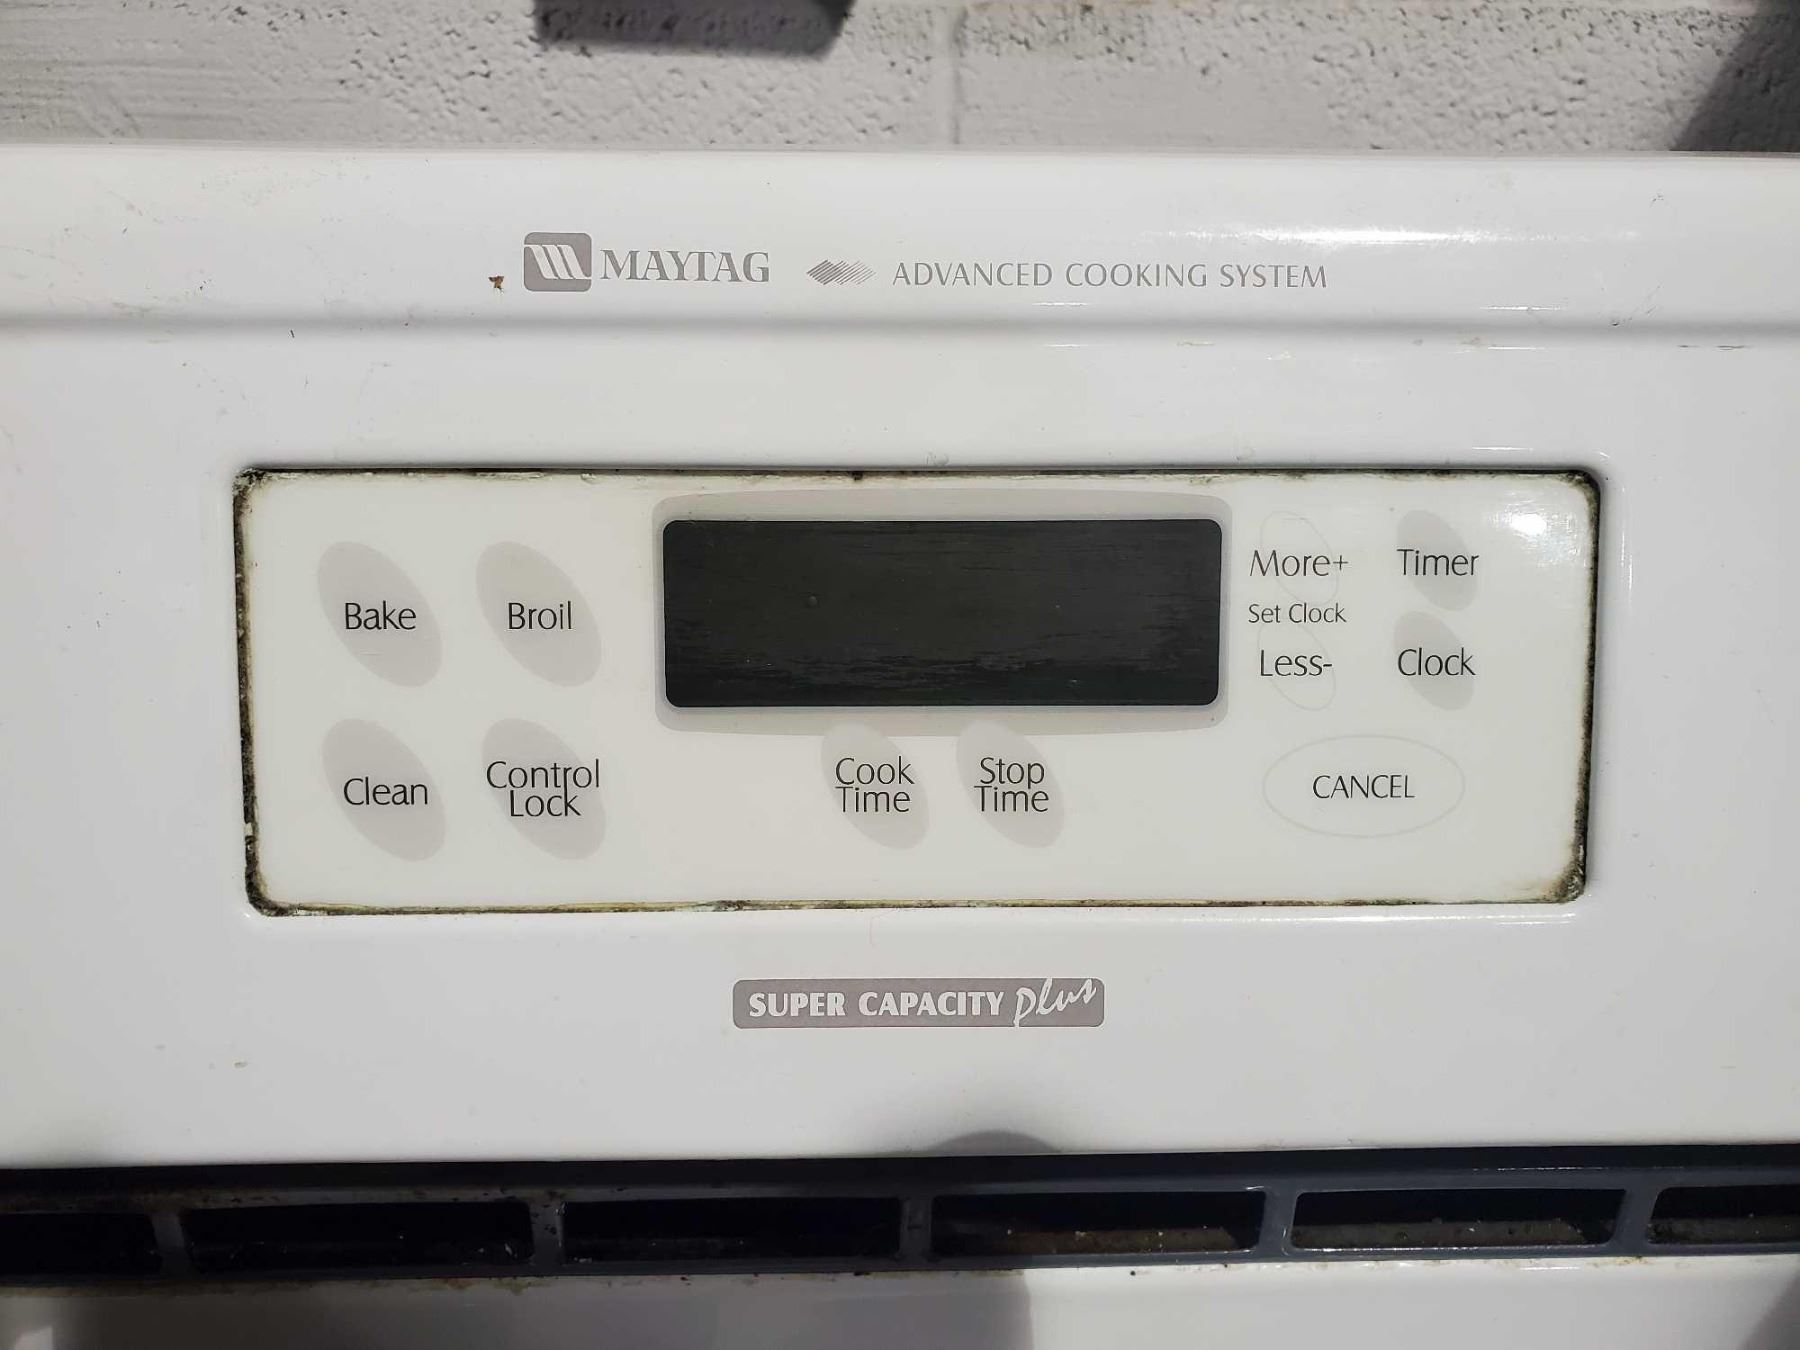 MAYTAG ADVANCED COOKING SYSTEM
Bake
Broil
More+
Timer
Set Clock
Less-
Clock
Clean
Control
Lock
Cook
Time
Stop
Time
CANCEL
SUPER CAPACITY plus